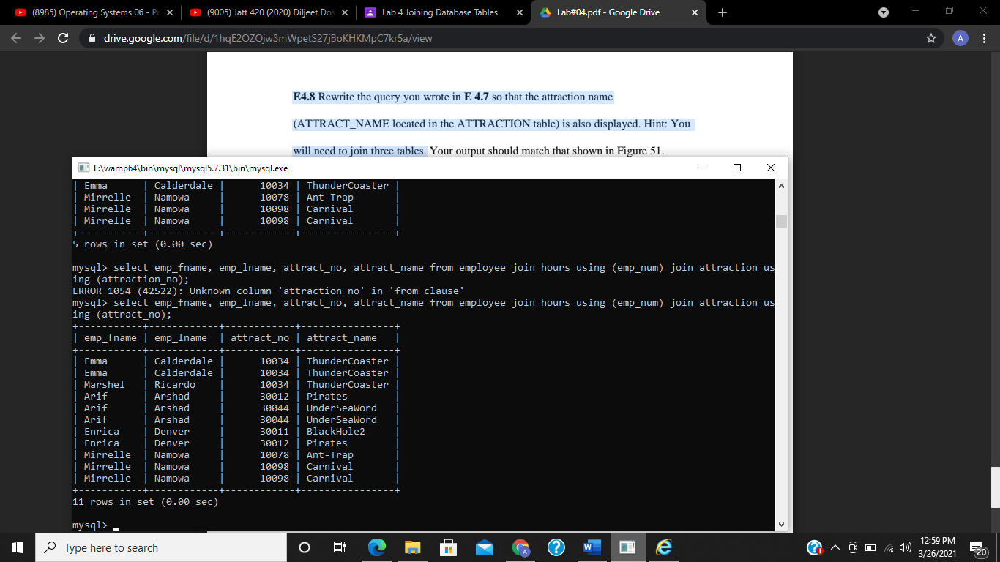 (8985) Operating Systems 06 - Pr
(9005) Jatt 420 (2020) Diljeet Dos
Lab 4 Joining Database Tables
Lab#04.pdf - Google Drive
drive.google.com/file/d/1hqE2OZOjw3mWpetS27jBoKHKMpC7kr5a/view
A
E4.8 Rewrite the query you wrote in E 4.7 so that the attraction name
(ATTRACT_NAME located in the ATTRACTION table) is also displayed. Hint: You
will need to join three tables. Your output should match that shown in Figure 51.
E:\wamp64\bin\mysql\mysql5.7.31\bin\mysql.exe
| Emma | Calderdale | 10034 | ThunderCoaster |
| Mirrelle | Namowa | 10078 | Ant-Trap |
| Mirrelle | Namowa | 10098 | Carnival |
| Mirrelle | Namowa | 10098 | Carnival |
+-----------+------------+------------+----------------+
5 rows in set (0.00 sec)
mysql> select emp_fname, emp_lname, attract_no, attract_name from employee join hours using (emp_num) join attraction us
ing (attraction_no);
ERROR 1054 (42S22): Unknown column 'attraction_no' in 'from clause'
mysql> select emp_fname, emp_lname, attract_no, attract_name from employee join hours using (emp_num) join attraction us
ing (attract_no);
+-----------+------------+------------+----------------+
| emp_fname | emp_lname | attract_no | attract_name |
+-----------+------------+------------+----------------+
| Emma | Calderdale | 10034 | ThunderCoaster |
| Emma | Calderdale | 10034 | ThunderCoaster |
| Marshel | Ricardo | 10034 | ThunderCoaster |
| Arif | Arshad | 30012 | Pirates |
| Arif | Arshad | 30044 | UnderSeaWord |
| Arif | Arshad | 30044 | UnderSeaWord |
| Enrica | Denver | 30011 | BlackHole2 |
| Enrica | Denver | 30012 | Pirates |
| Mirrelle | Namowa | 10078 | Ant-Trap |
| Mirrelle | Namowa | 10098 | Carnival |
| Mirrelle | Namowa | 10098 | Carnival |
+-----------+------------+------------+----------------+
11 rows in set (0.00 sec)
mysql>
Type here to search
12:59 PM
3/26/2021
20